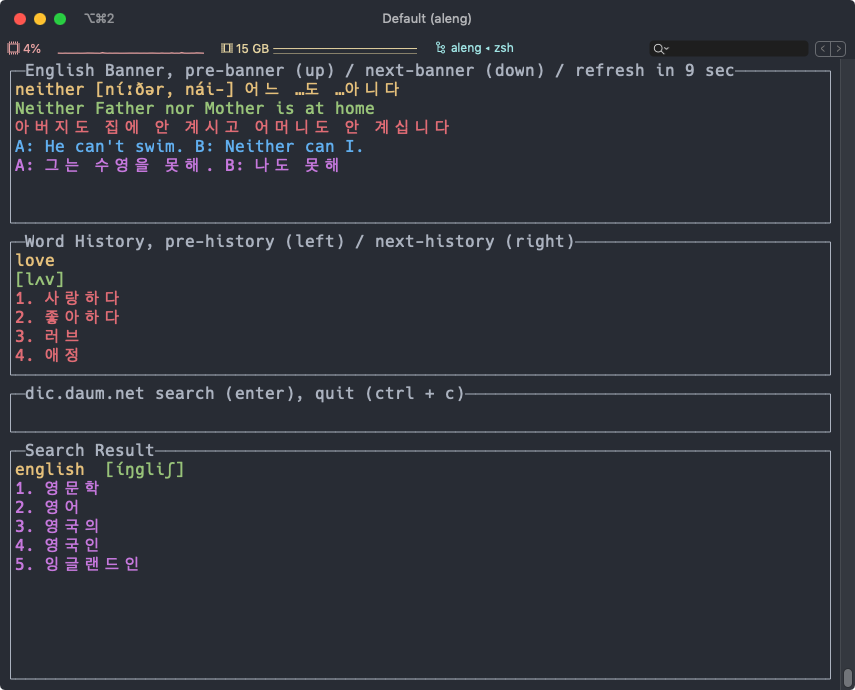 ⌥⌘2 Default (aleng)
4% 15 GB aleng • zsh
English Banner, pre-banner (up) / next-banner (down) / refresh in 9 sec
neither [níːðər, nái-] 어느 …도 …아니다
Neither Father nor Mother is at home
아버지도 집에 안 계시고 어머니도 안 계십니다
A: He can't swim. B: Neither can I.
A: 그는 수영을 못해. B: 나도 못해
Word History, pre-history (left) / next-history (right)
love
[lʌv]
1. 사랑하다
2. 좋아하다
3. 러브
4. 애정
dic.daum.net search (enter), quit (ctrl + c)
Search Result
english [íŋgliʃ]
1. 영문학
2. 영어
3. 영국의
4. 영국인
5. 잉글랜드인